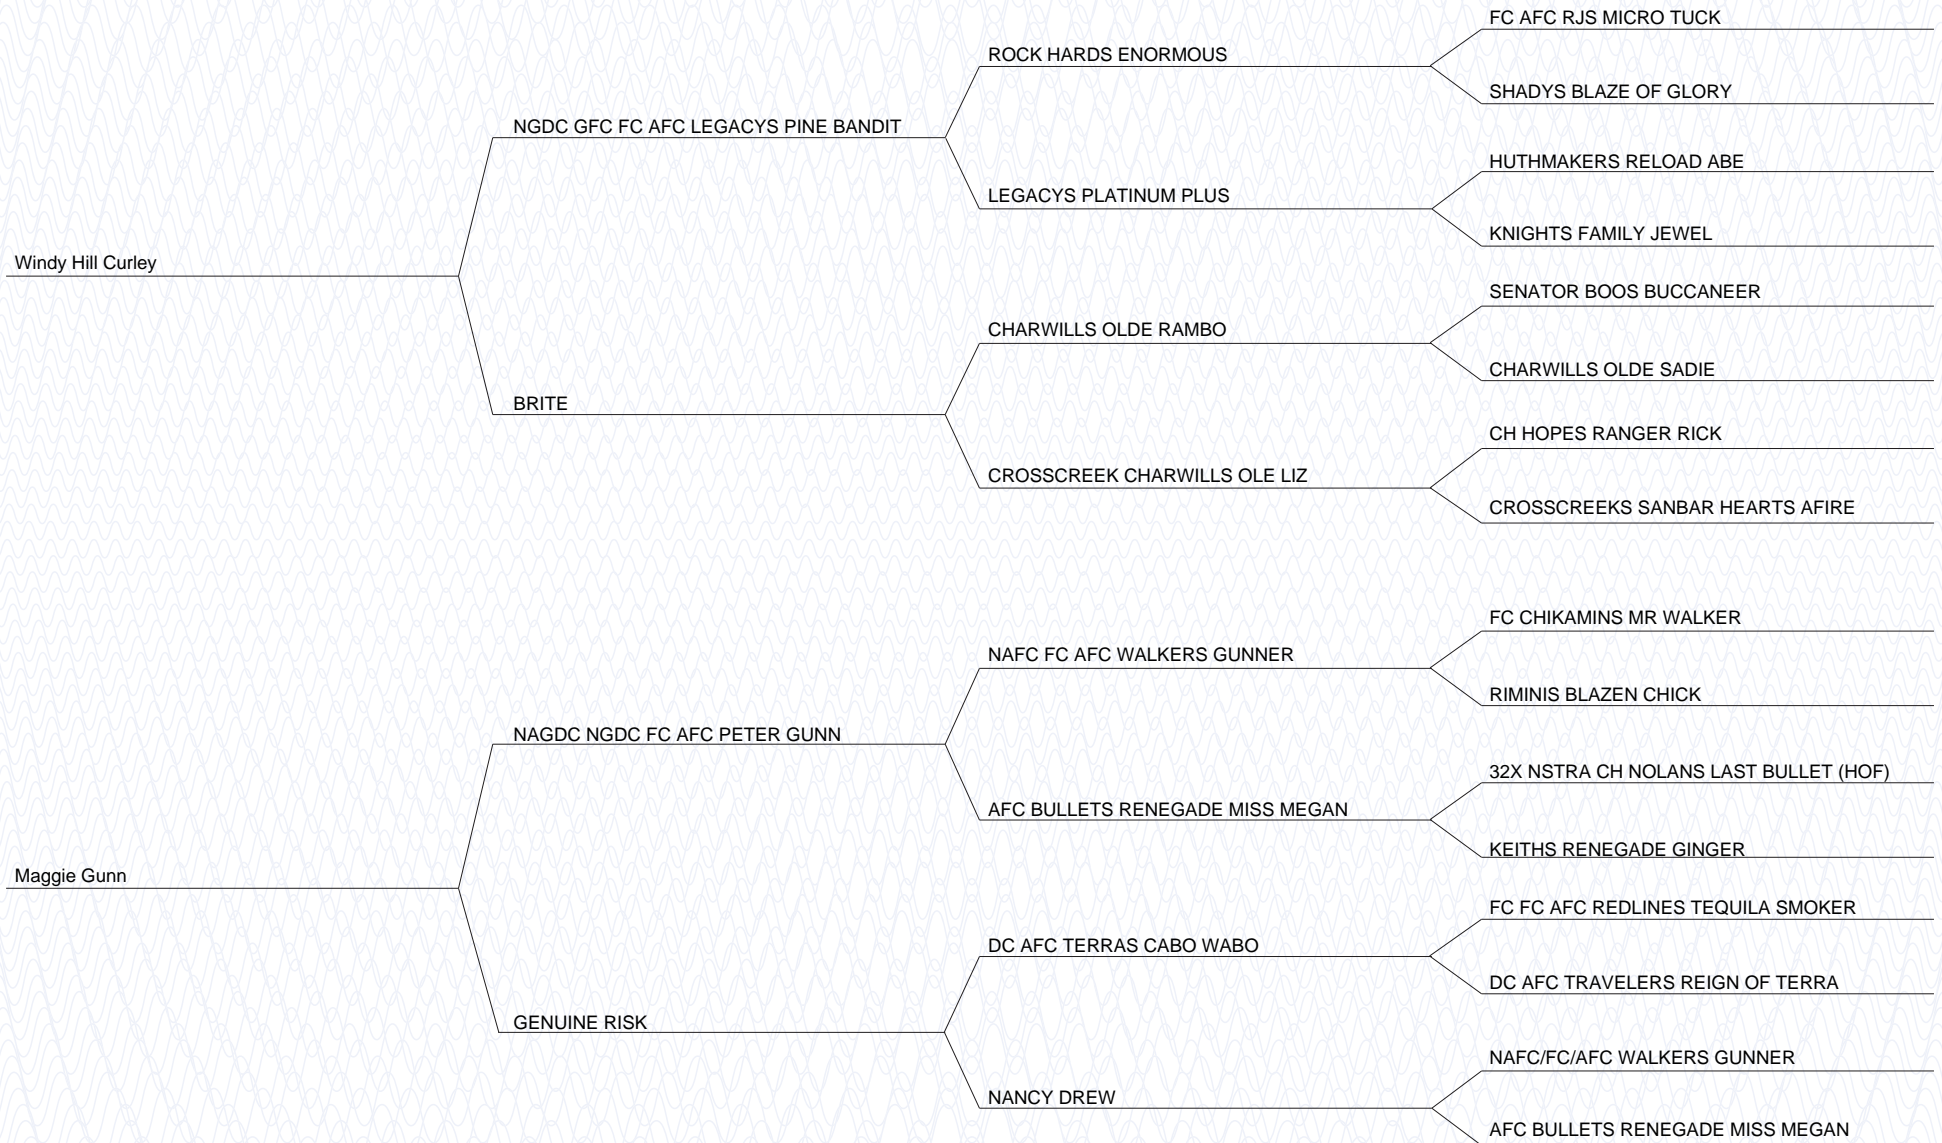 FC AFC RJS MICRO TUCK
ROCK HARDS ENORMOUS
SHADYS BLAZE OF GLORY
NGDC GFC FC AFC LEGACYS PINE BANDIT
HUTHMAKERS RELOAD ABE
LEGACYS PLATINUM PLUS
KNIGHTS FAMILY JEWEL
Windy Hill Curley
SENATOR BOOS BUCCANEER
CHARWILLS OLDE RAMBO
CHARWILLS OLDE SADIE
BRITE
CH HOPES RANGER RICK
CROSSCREEK CHARWILLS OLE LIZ
CROSSCREEKS SANBAR HEARTS AFIRE
FC CHIKAMINS MR WALKER
NAFC FC AFC WALKERS GUNNER
RIMINIS BLAZEN CHICK
NAGDC NGDC FC AFC PETER GUNN
32X NSTRA CH NOLANS LAST BULLET (HOF)
AFC BULLETS RENEGADE MISS MEGAN
KEITHS RENEGADE GINGER
Maggie Gunn
FC FC AFC REDLINES TEQUILA SMOKER
DC AFC TERRAS CABO WABO
DC AFC TRAVELERS REIGN OF TERRA
GENUINE RISK
NAFC/FC/AFC WALKERS GUNNER
NANCY DREW
AFC BULLETS RENEGADE MISS MEGAN